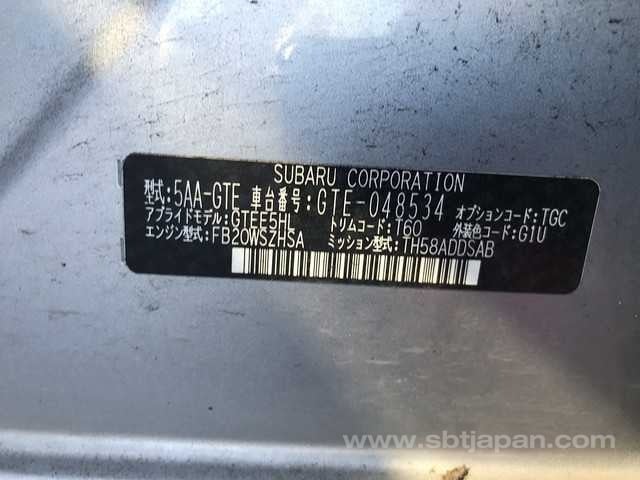 SUBARU CORPORATION
型式:5AA-GTE 車台番号:GTE-048534 オプションコード:TGC
アプライドモデル:GTEE5HL トリムコード:T60 外装色コード:G1U
エンジン型式:FB20WSZHSA ミッション型式:TH58ADDSAB
www.sbtjapan.com